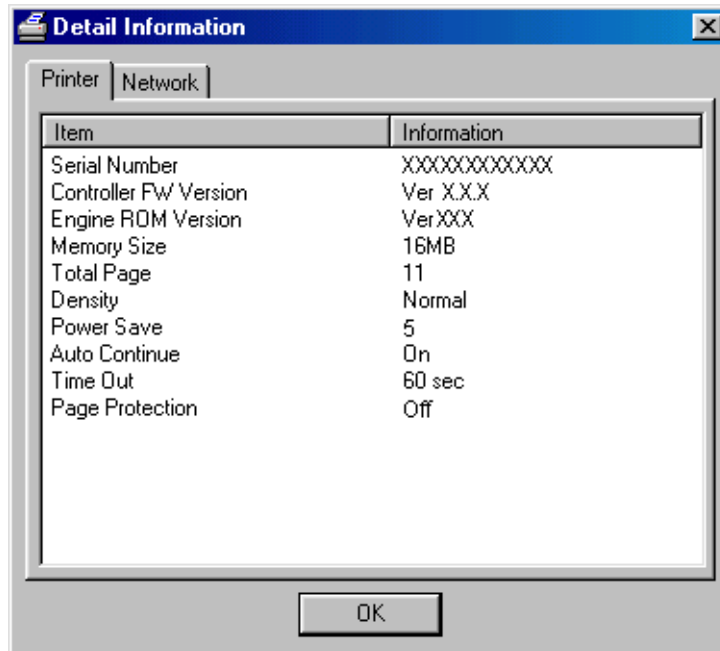 Detail Information
Printer Network
Item Information
Serial Number XXXXXXXXXXXX
Controller FW Version Ver X.X.X
Engine ROM Version VerXXX
Memory Size 16MB
Total Page 11
Density Normal
Power Save 5
Auto Continue On
Time Out 60 sec
Page Protection Off
OK